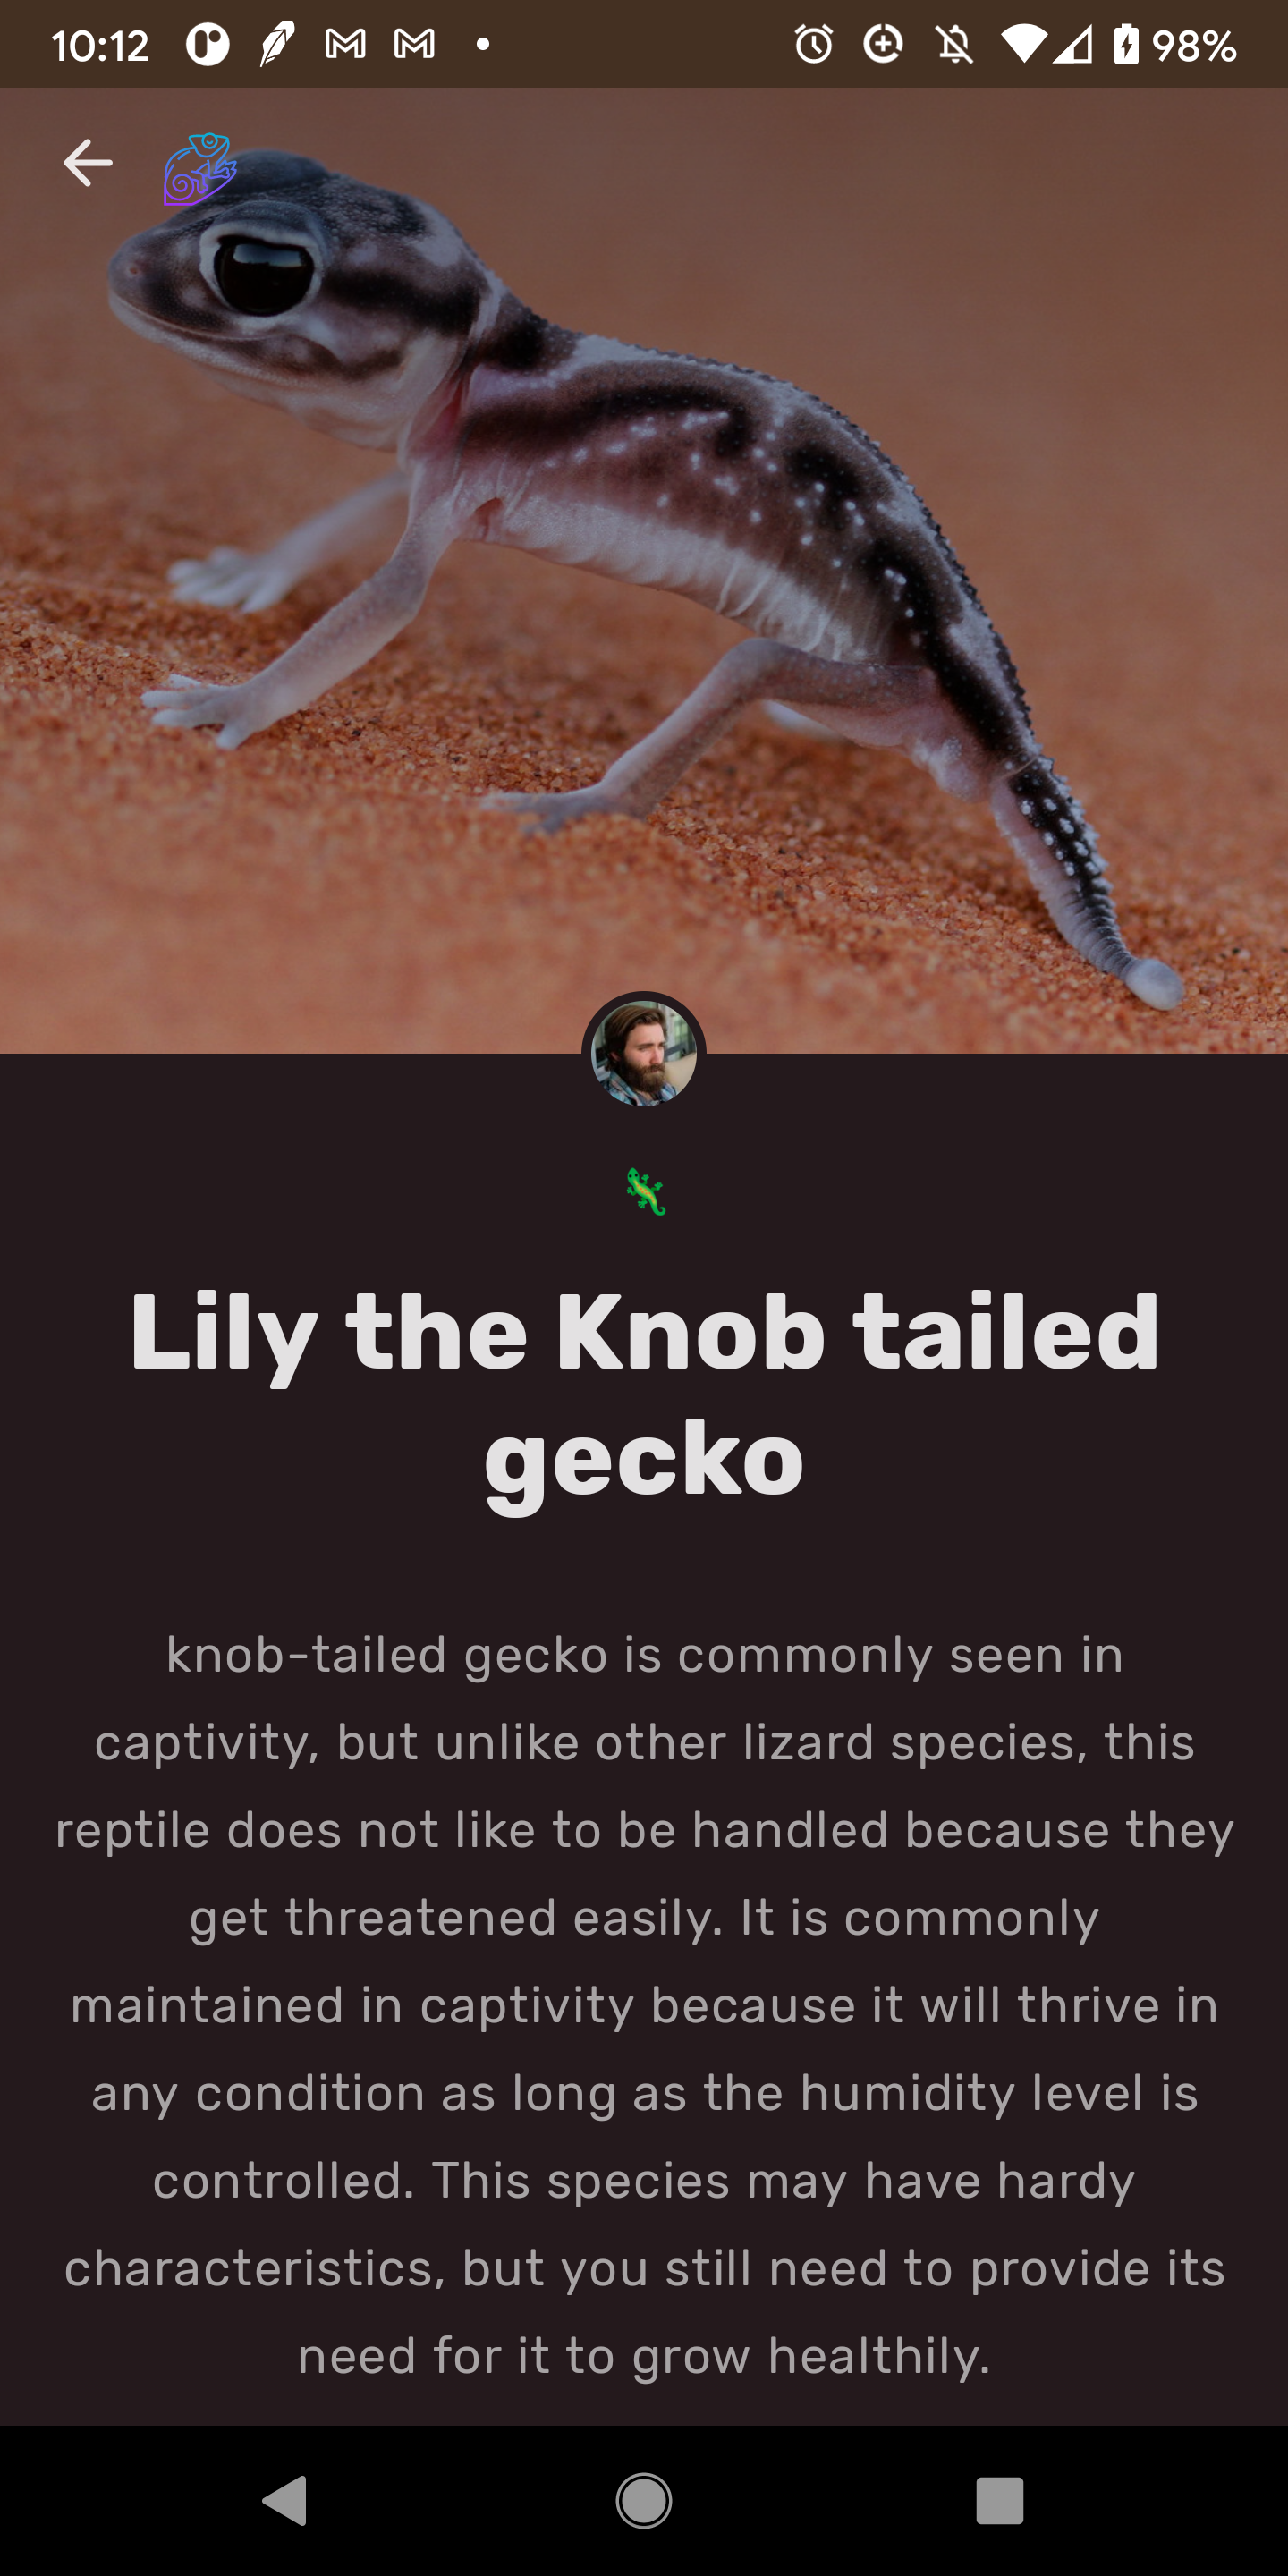 10:12
98%
Lily the Knob tailed
gecko
knob-tailed gecko is commonly seen in
captivity, but unlike other lizard species, this
reptile does not like to be handled because they
get threatened easily. It is commonly
maintained in captivity because it will thrive in
any condition as long as the humidity level is
controlled. This species may have hardy
characteristics, but you still need to provide its
need for it to grow healthily.